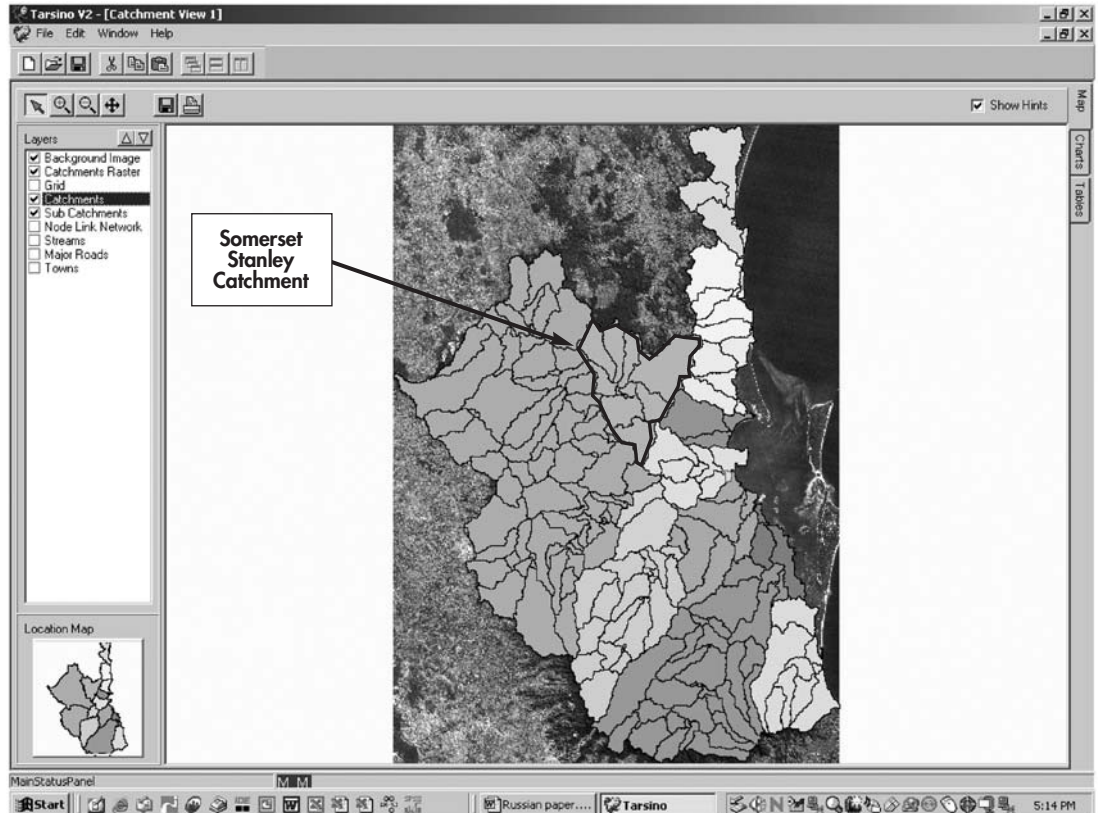 Tarsino V2 - [Catchment View 1]
File Edit Window Help
Show Hints
Map
Charts
Tables
Layers
Background Image
Catchments Raster
Grid
Catchments
Sub Catchments
Node Link Network
Streams
Major Roads
Towns
Somerset
Stanley
Catchment
Location Map
MainStatusPanel
M M
Start
Russian paper....
Tarsino
5:14 PM